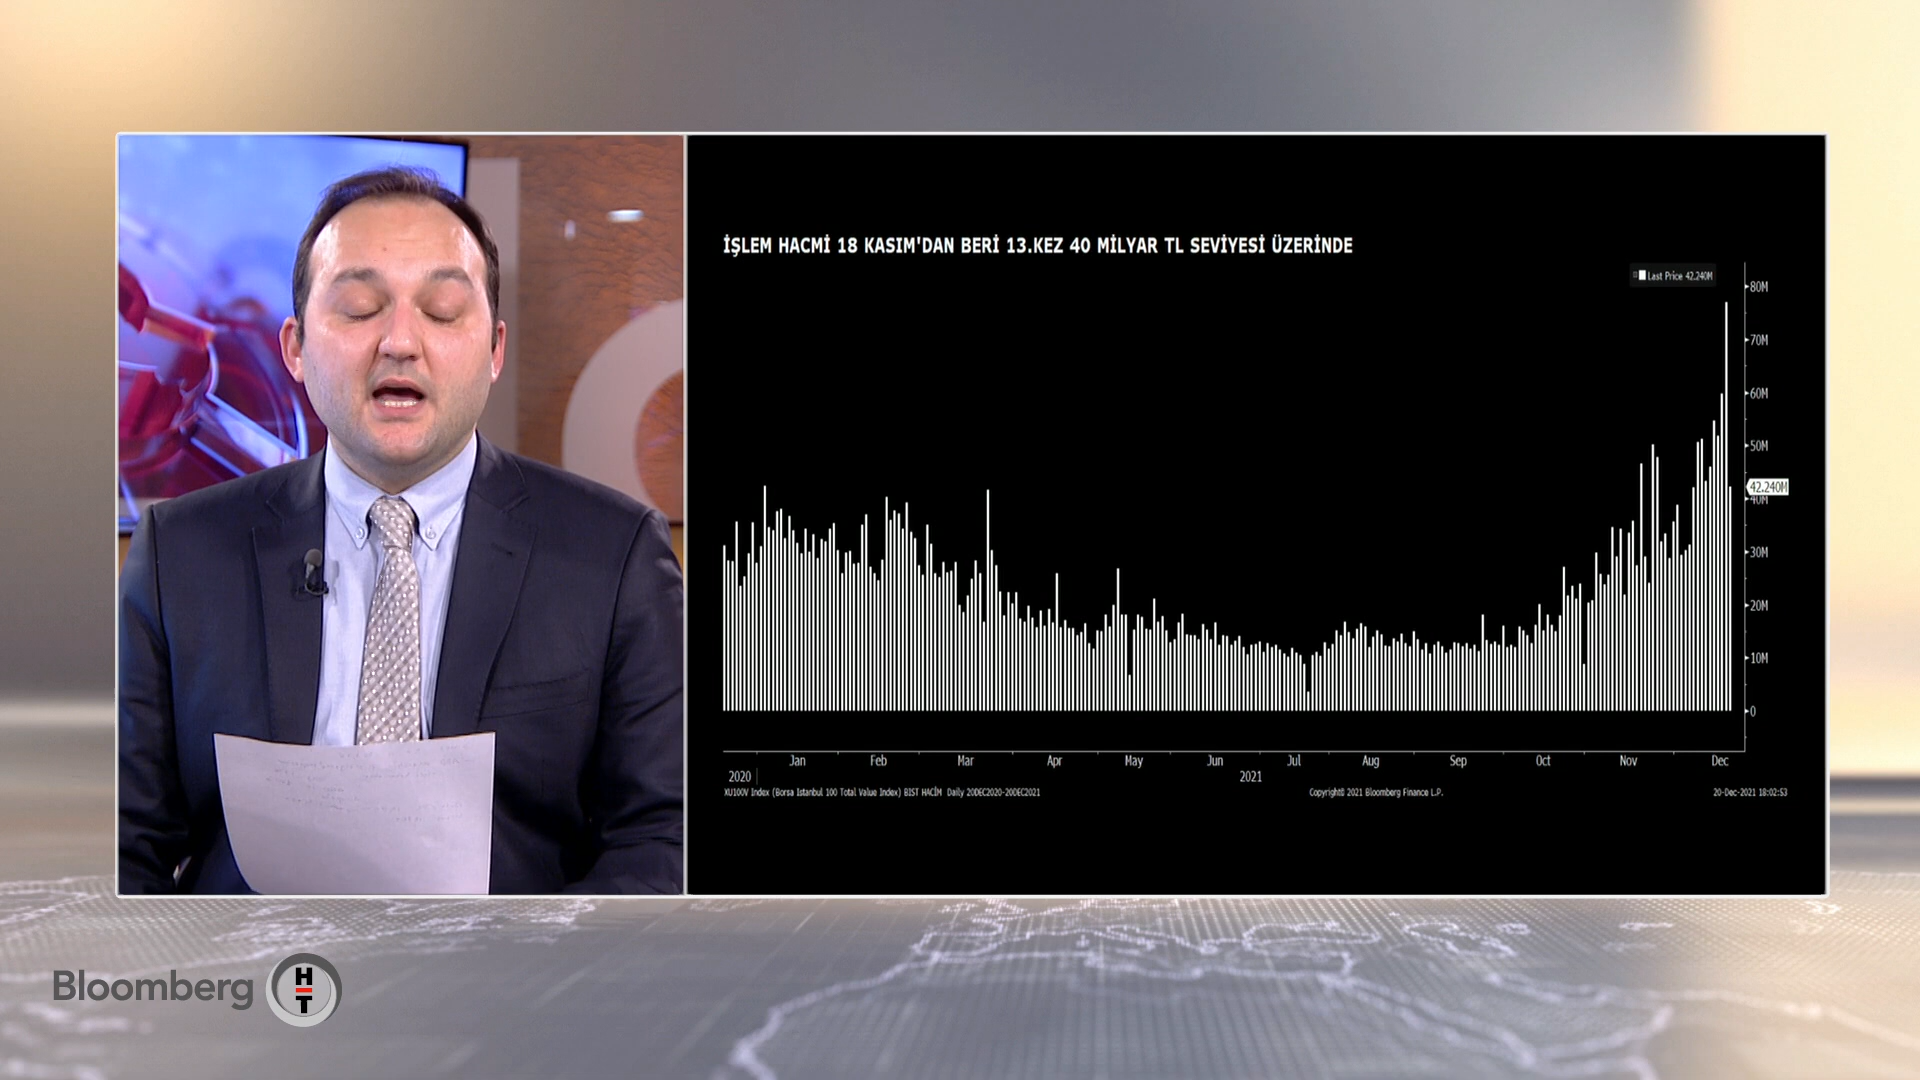 İŞLEM HACMİ 18 KASIM'DAN BERİ 13.KEZ 40 MİLYAR TL SEVİYESİ ÜZERİNDE
Last Price 42.240M
80M
70M
60M
50M
42.240M
40M
30M
20M
10M
0
Jan Feb Mar Apr May Jun Jul Aug Sep Oct Nov Dec
2020 2021
XU100V Index (Borsa Istanbul 100 Total Value Index) BIST HACİM Daily 20DEC2020-20DEC2021 Copyright© 2021 Bloomberg Finance L.P. 20-Dec-2021 18:02:53
Bloomberg HT